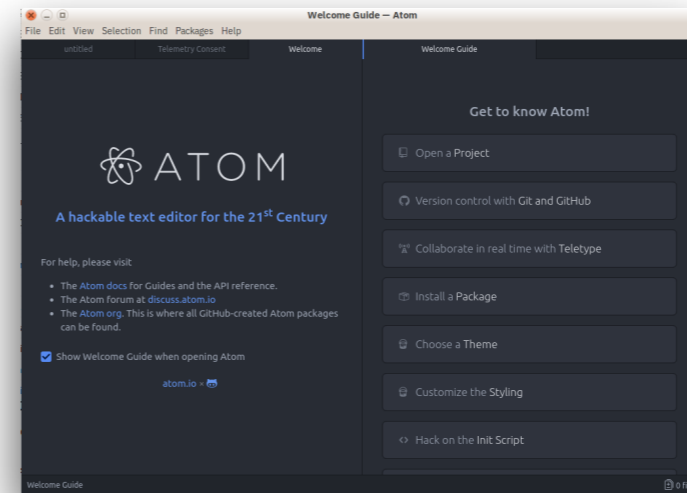 Welcome Guide — Atom
File Edit View Selection Find Packages Help
untitled Telemetry Consent Welcome Welcome Guide
ATOM
A hackable text editor for the 21st Century
For help, please visit
• The Atom docs for Guides and the API reference.
• The Atom forum at discuss.atom.io
• The Atom org. This is where all GitHub-created Atom packages
can be found.
Show Welcome Guide when opening Atom
atom.io ×
Get to know Atom!
Open a Project
Version control with Git and GitHub
Collaborate in real time with Teletype
Install a Package
Choose a Theme
Customize the Styling
Hack on the Init Script
Welcome Guide
0 fi